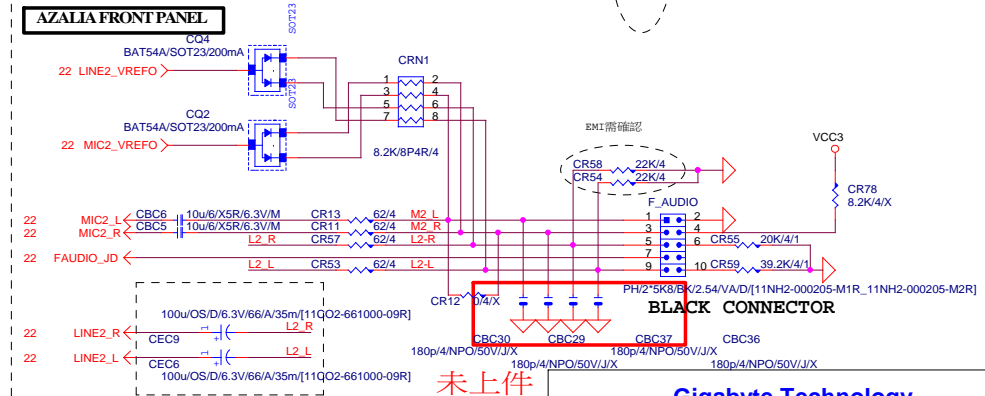 AZALIA FRONT PANEL
SOT23
CQ4
BAT54A/SOT23/200mA
22 LINE2_VREFO
SOT23
CRN1
1 2
3 4
5 6
7 8
8.2K/8P4R/4
CQ2
BAT54A/SOT23/200mA
22 MIC2_VREFO
EMI需確認
CR58 22K/4
CR54 22K/4
VCC3
CR78
8.2K/4/X
F_AUDIO
22 MIC2_L CBC6 10u/6/X5R/6.3V/M CR13 62/4 M2_L 1 2
22 MIC2_R CBC5 10u/6/X5R/6.3V/M CR11 62/4 M2_R 3 4
L2_R CR57 62/4 L2-R 5 6 CR55 20K/4/1
22 FAUDIO_JD 7
L2_L CR53 62/4 L2-L 9 10 CR59 39.2K/4/1
PH/2*5K8/BK/2.54/VA/D/[11NH2-000205-M1R_11NH2-000205-M2R]
BLACK CONNECTOR
CR12 0/4/X
100u/OS/D/6.3V/66/A/35m/[11CO2-661000-09R]
22 LINE2_R 1 + L2_R
CEC9
22 LINE2_L 1 + L2_L
CEC6
100u/OS/D/6.3V/66/A/35m/[11CO2-661000-09R]
CBC30 CBC29 CBC37 CBC36
180p/4/NPO/50V/J/X 180p/4/NPO/50V/J/X
180p/4/NPO/50V/J/X 180p/4/NPO/50V/J/X
未上件
Gigabyte Technology